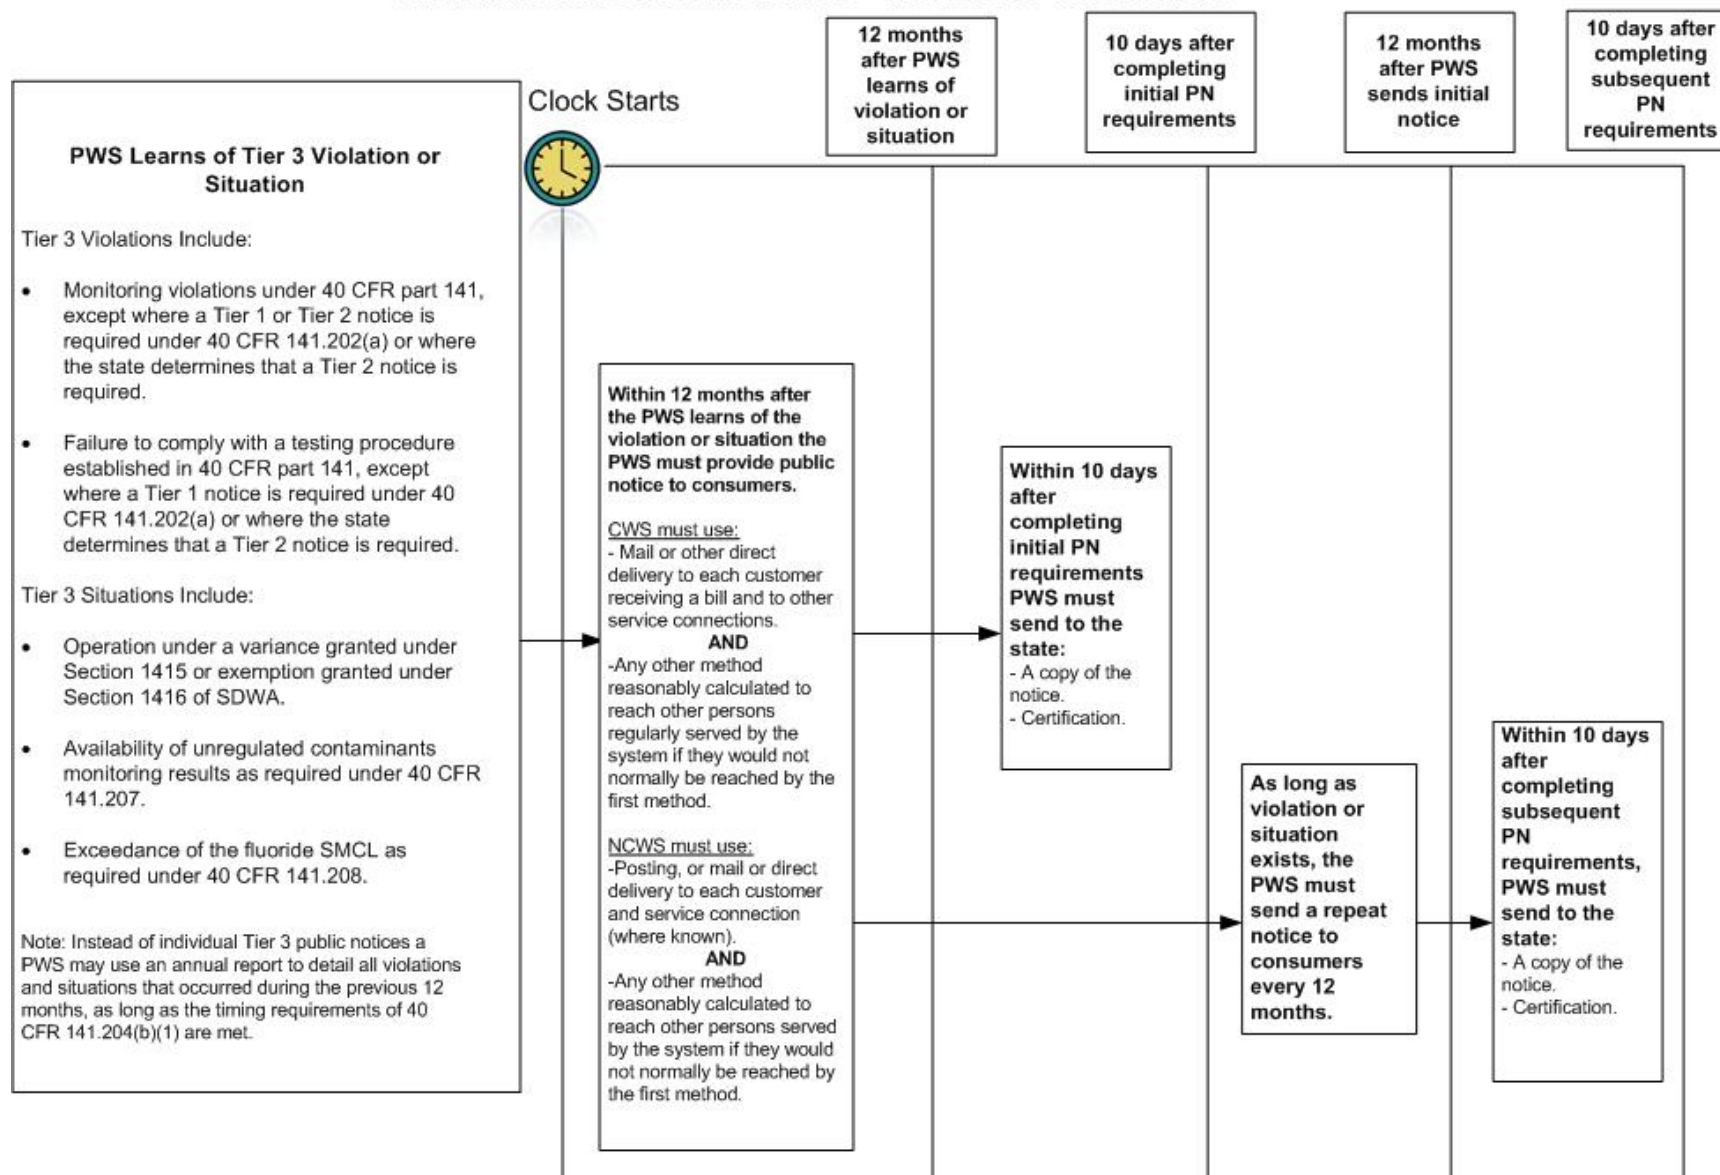 12 months
after PWS
learns of
violation or
situation
10 days after
completing
initial PN
requirements
12 months
after PWS
sends initial
notice
10 days after
completing
subsequent
PN
requirements
Clock Starts
PWS Learns of Tier 3 Violation or
Situation
Tier 3 Violations Include:
• Monitoring violations under 40 CFR part 141,
except where a Tier 1 or Tier 2 notice is
required under 40 CFR 141.202(a) or where
the state determines that a Tier 2 notice is
required.
• Failure to comply with a testing procedure
established in 40 CFR part 141, except
where a Tier 1 notice is required under 40
CFR 141.202(a) or where the state
determines that a Tier 2 notice is required.
Tier 3 Situations Include:
• Operation under a variance granted under
Section 1415 or exemption granted under
Section 1416 of SDWA.
• Availability of unregulated contaminants
monitoring results as required under 40 CFR
141.207.
• Exceedance of the fluoride SMCL as
required under 40 CFR 141.208.
Note: Instead of individual Tier 3 public notices a
PWS may use an annual report to detail all violations
and situations that occurred during the previous 12
months, as long as the timing requirements of 40
CFR 141.204(b)(1) are met.
Within 12 months after
the PWS learns of the
violation or situation the
PWS must provide public
notice to consumers.
CWS must use:
- Mail or other direct
delivery to each customer
receiving a bill and to other
service connections.
AND
-Any other method
reasonably calculated to
reach other persons
regularly served by the
system if they would not
normally be reached by the
first method.
NCWS must use:
-Posting, or mail or direct
delivery to each customer
and service connection
(where known).
AND
-Any other method
reasonably calculated to
reach other persons served
by the system if they would
not normally be reached by
the first method.
Within 10 days
after
completing
initial PN
requirements
PWS must
send to the
state:
- A copy of the
notice.
- Certification.
As long as
violation or
situation
exists, the
PWS must
send a repeat
notice to
consumers
every 12
months.
Within 10 days
after
completing
subsequent
PN
requirements,
PWS must
send to the
state:
- A copy of the
notice.
- Certification.